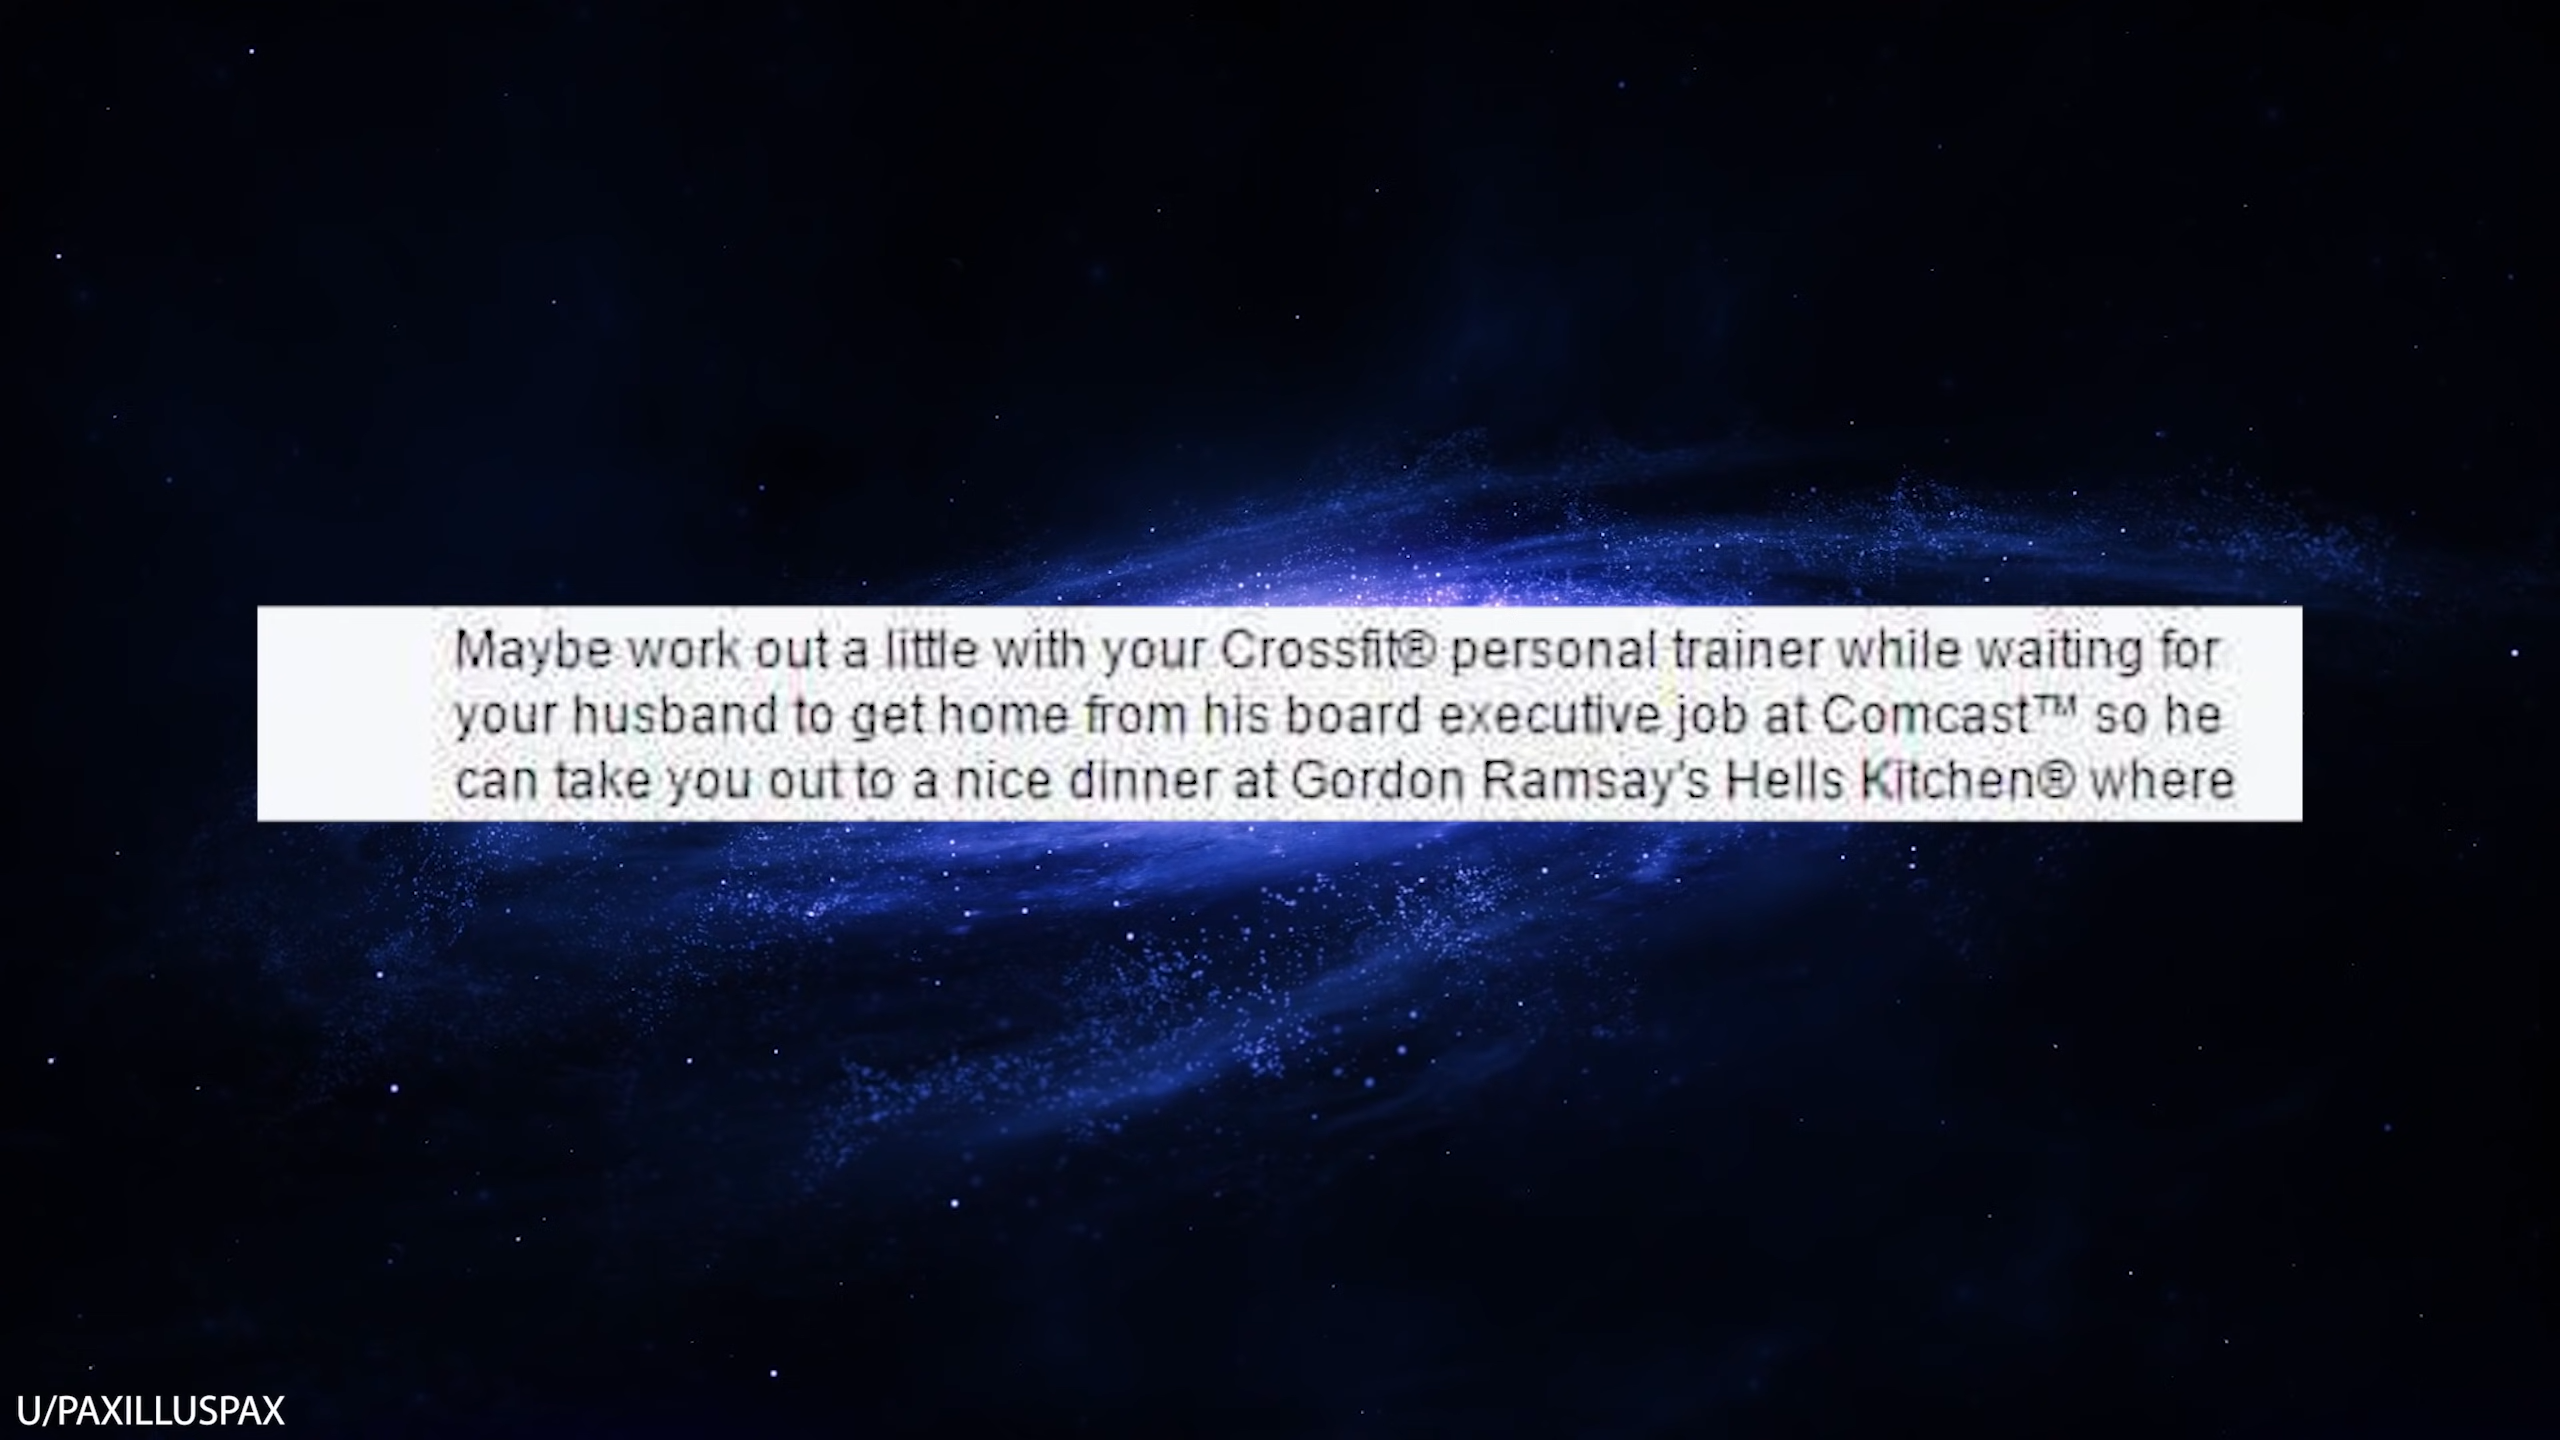 Maybe work out a little with your Crossfit® personal trainer while waiting for
your husband to get home from his board executive job at Comcast™ so he
can take you out to a nice dinner at Gordon Ramsay's Hells Kitchen® where
U/PAXILLUSPAX